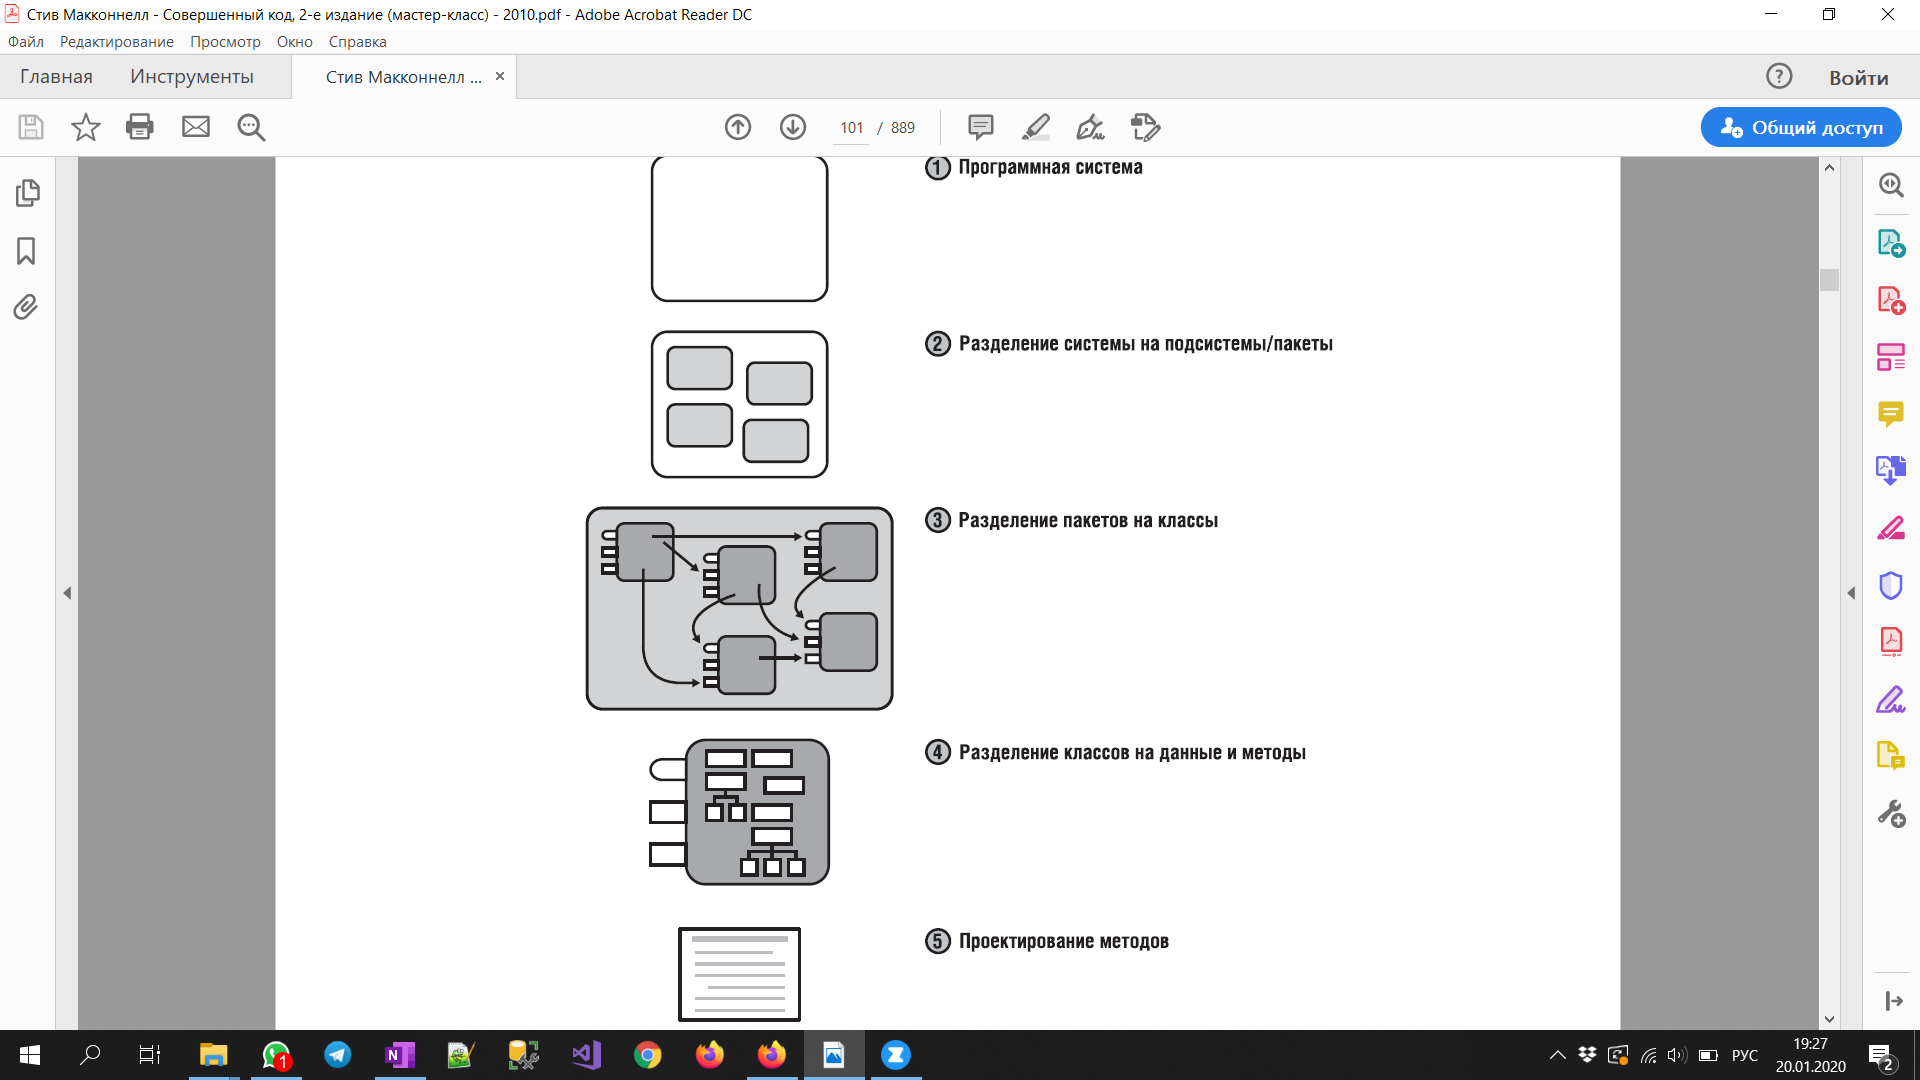 Стив Макконнелл - Совершенный код, 2-е издание (мастер-класс) - 2010.pdf - Adobe Acrobat Reader DC
Файл Редактирование Просмотр Окно Справка
Главная Инструменты Стив Макконнелл ... × ? Войти
101 / 889 Общий доступ
1 Программная система
2 Разделение системы на подсистемы/пакеты
3 Разделение пакетов на классы
4 Разделение классов на данные и методы
5 Проектирование методов
1 N РУС 19:27
20.01.2020 2